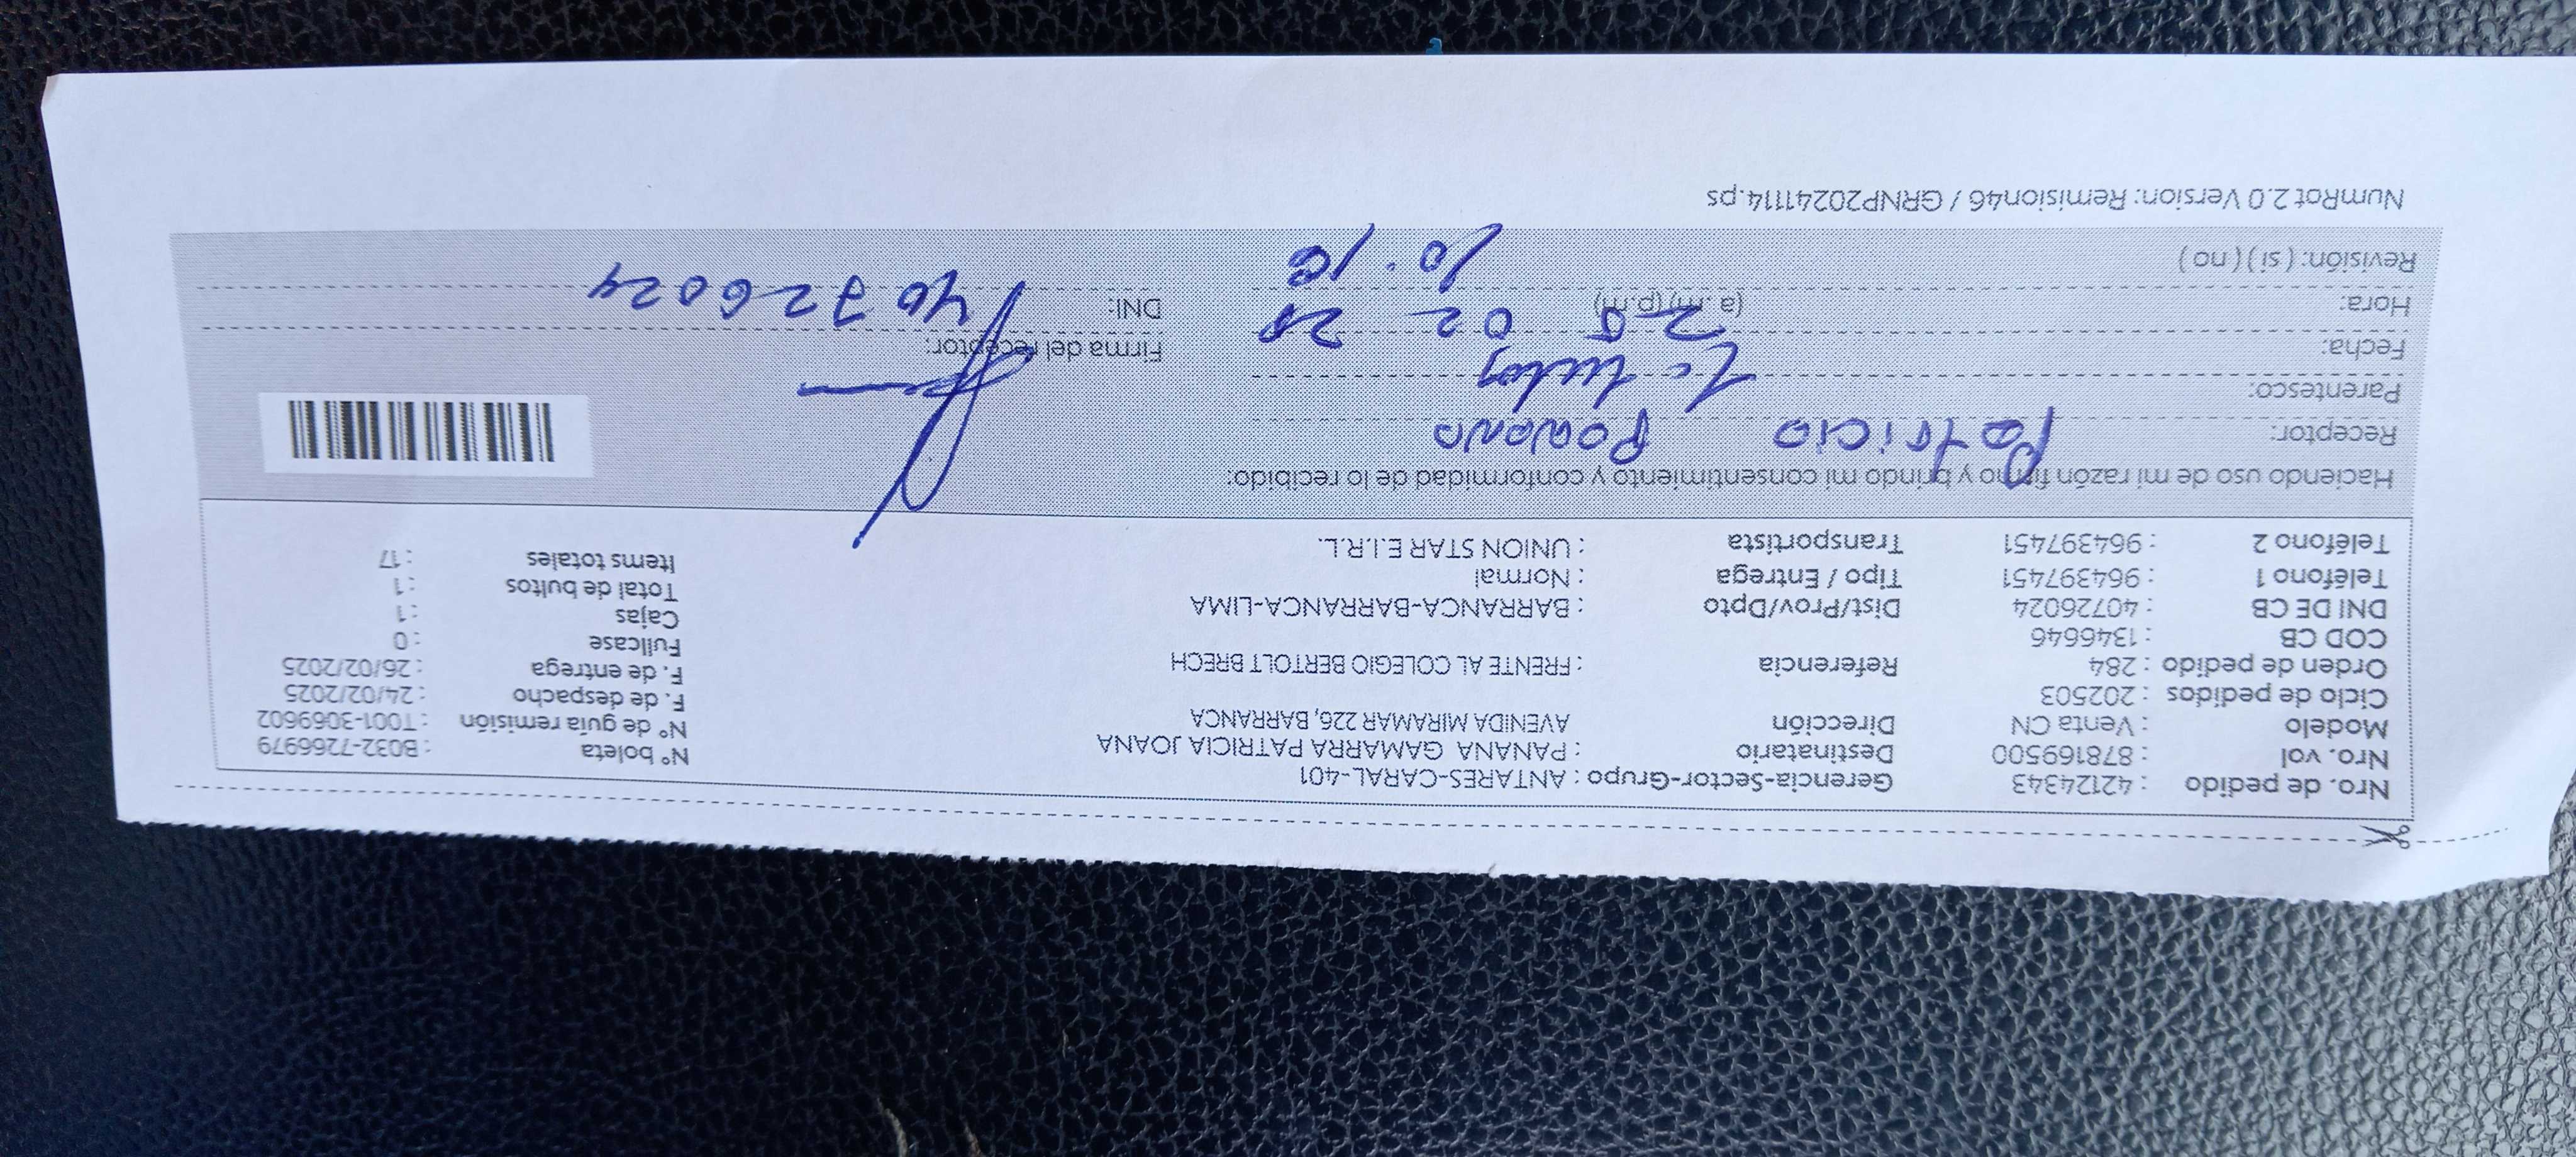 Nro. de pedido : 42124343 Gerencia-Sector-Grupo : ANTARES-CARAL-401
Nro. vol : 878169500 Destinatario : PANANA GAMARRA PATRICIA JOANA Nº boleta : B032-7266979
Modelo : Venta CN Dirección AVENIDA MIRAMAR 226, BARRANCA Nº de guía remisión : T001-3069602
Ciclo de pedidos : 202503 F. de despacho : 24/02/2025
Orden de pedido : 284 Referencia : FRENTE AL COLEGIO BERTOLT BRECH F. de entrega : 26/02/2025
COD CB : 1346646 Fullcase : 0
DNI DE CB : 40726024 Dist/Prov/Dpto : BARRANCA-BARRANCA-LIMA Cajas : 1
Teléfono 1 : 964397451 Tipo / Entrega : Normal Total de bultos : 1
Teléfono 2 : 964397451 Transportista : UNION STAR E.I.R.L. Items totales : 17
Haciendo uso de mi razón firmo y brindo mi consentimiento y conformidad de lo recibido:
Receptor: Patricia Panana
Parentesco:
Fecha: 25 02 25 Firma del receptor:
Hora: (a.m) (p.m) DNI: 40726024
Revisión: ( si ) ( no )
NumRot 2.0 Version: Remision46 / GRNP20241114.ps